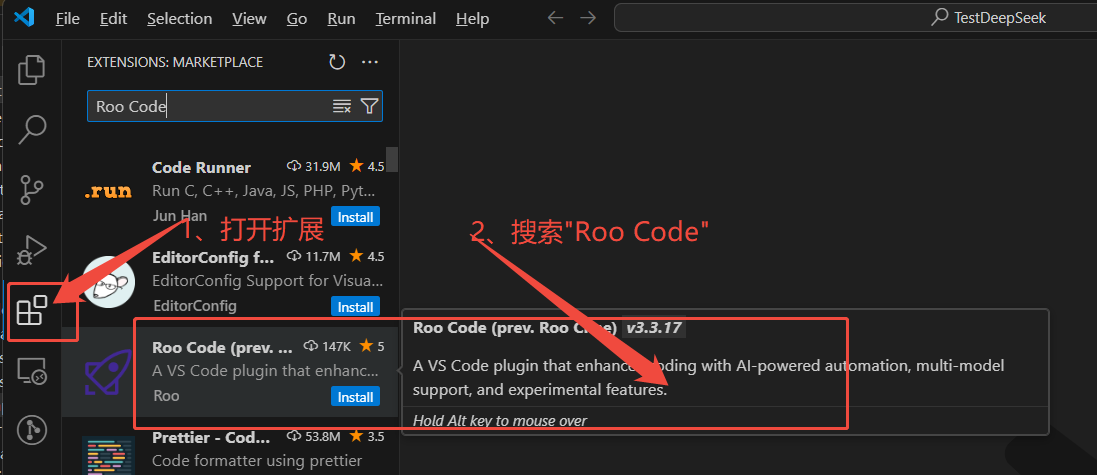 File Edit Selection View Go Run Terminal Help
TestDeepSeek
EXTENSIONS: MARKETPLACE
Roo Code
Code Runner 31.9M 4.5
Run C, C++, Java, JS, PHP, Pyt...
Jun Han
Install
.run
1、打开扩展
2、搜索"Roo Code"
EditorConfig f... 11.7M 4.5
EditorConfig Support for Visua...
EditorConfig
Install
Roo Code (prev. ... 147K 5
A VS Code plugin that enhanc...
Roo
Install
Roo Code (prev. Roo Cline) v3.3.17
A VS Code plugin that enhances coding with AI-powered automation, multi-model
support, and experimental features.
Hold Alt key to mouse over
Prettier - Cod... 53.8M 3.5
Code formatter using prettier